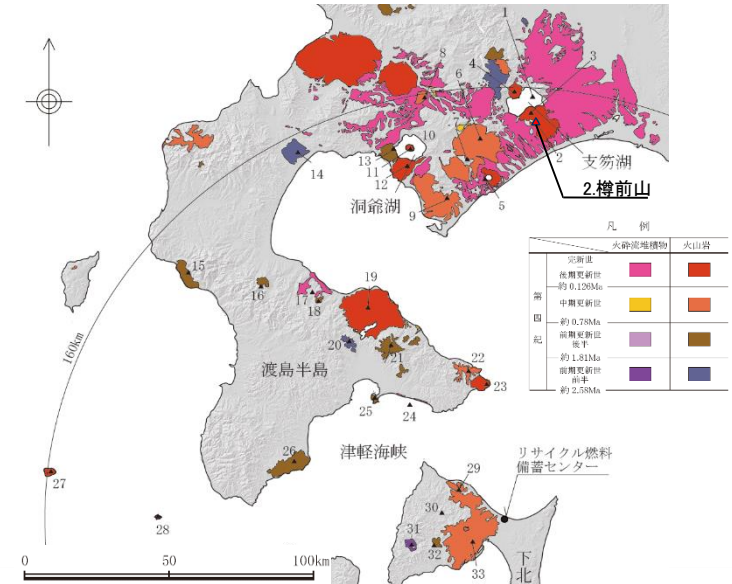 1
3
8
4
6
10
13
11
12
14
2
支笏湖
2.樽前山
洞爺湖
9
5
凡 例
火砕流堆積物 火山岩
完新世
後期更新世
約 0.126Ma
第四紀
中期更新世
約 0.78Ma
前期更新世
後半
約 1.81Ma
前期更新世
前半
約 2.58Ma
15
16
17
18
19
20
21
22
23
160km
渡島半島
24
25
26
津軽海峡
27
28
リサイクル燃料
備蓄センター
29
30
31
32
33
下北
0 50 100km